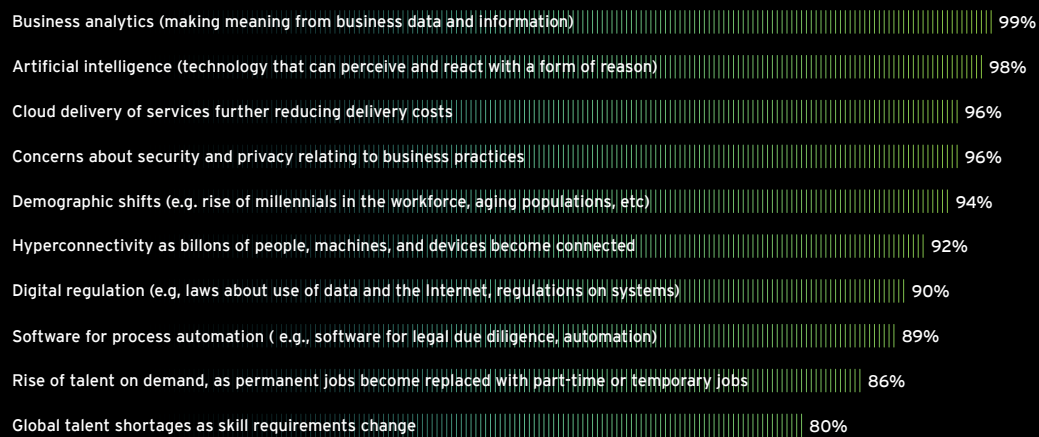 Business analytics (making meaning from business data and information) 99%
Artificial intelligence (technology that can perceive and react with a form of reason) 98%
Cloud delivery of services further reducing delivery costs 96%
Concerns about security and privacy relating to business practices 96%
Demographic shifts (e.g. rise of millennials in the workforce, aging populations, etc) 94%
Hyperconnectivity as billons of people, machines, and devices become connected 92%
Digital regulation (e.g, laws about use of data and the Internet, regulations on systems) 90%
Software for process automation ( e.g., software for legal due diligence, automation) 89%
Rise of talent on demand, as permanent jobs become replaced with part-time or temporary jobs 86%
Global talent shortages as skill requirements change 80%